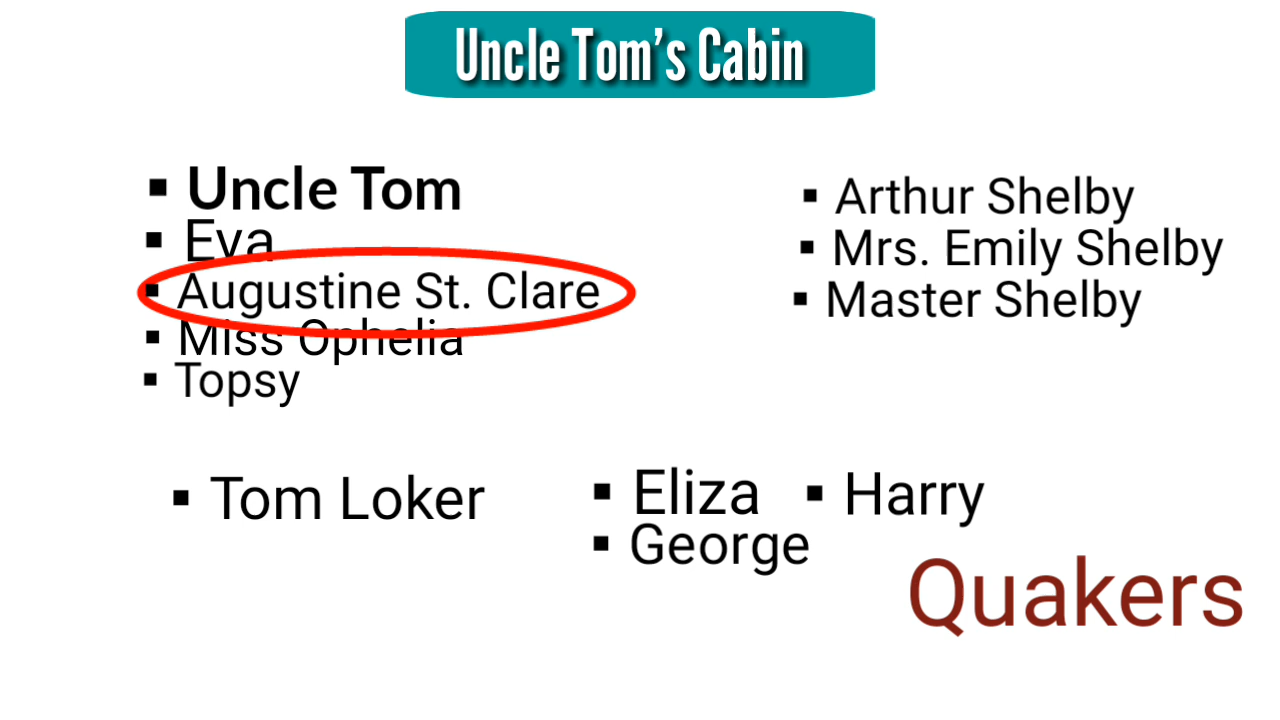 Uncle Tom's Cabin
▪ Uncle Tom
▪ Eva
▪ Augustine St. Clare
▪ Miss Ophelia
▪ Topsy
▪ Arthur Shelby
▪ Mrs. Emily Shelby
▪ Master Shelby
▪ Tom Loker
▪ Eliza ▪ Harry
▪ George
Quakers